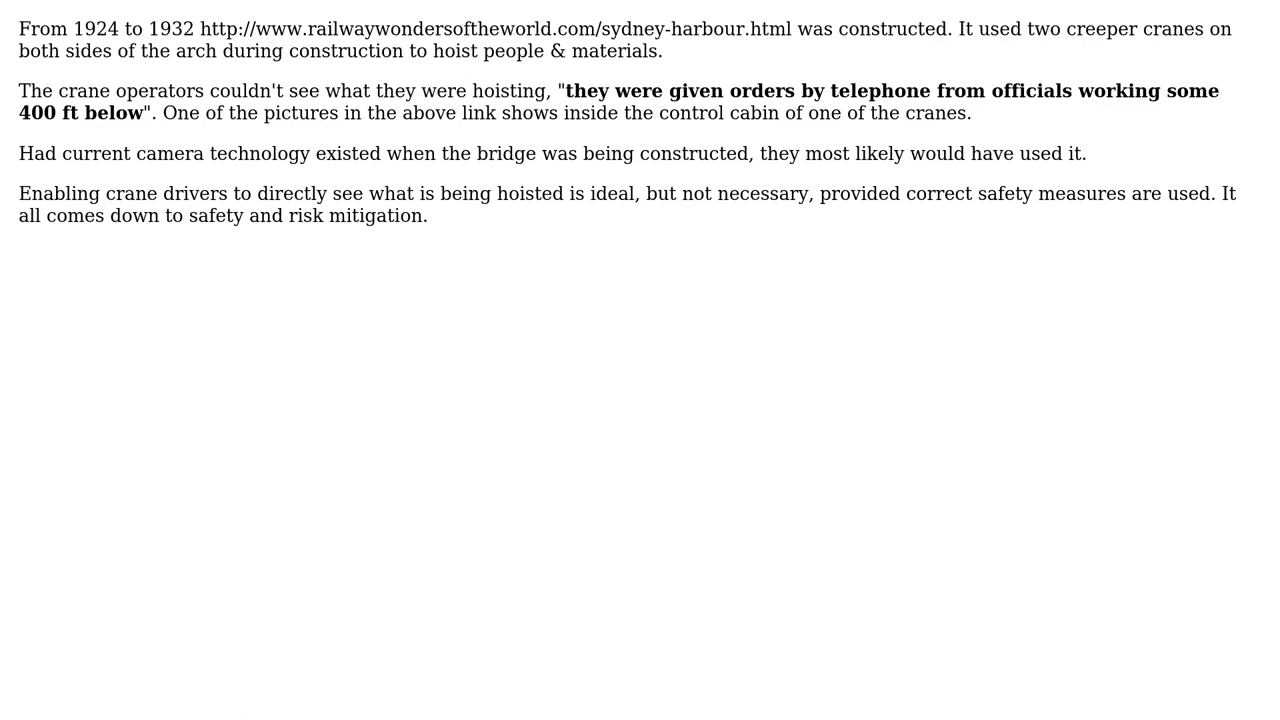 From 1924 to 1932 http://www.railwaywondersoftheworld.com/sydney-harbour.html was constructed. It used two creeper cranes on
both sides of the arch during construction to hoist people & materials.
The crane operators couldn't see what they were hoisting, "they were given orders by telephone from officials working some
400 ft below". One of the pictures in the above link shows inside the control cabin of one of the cranes.
Had current camera technology existed when the bridge was being constructed, they most likely would have used it.
Enabling crane drivers to directly see what is being hoisted is ideal, but not necessary, provided correct safety measures are used. It
all comes down to safety and risk mitigation.